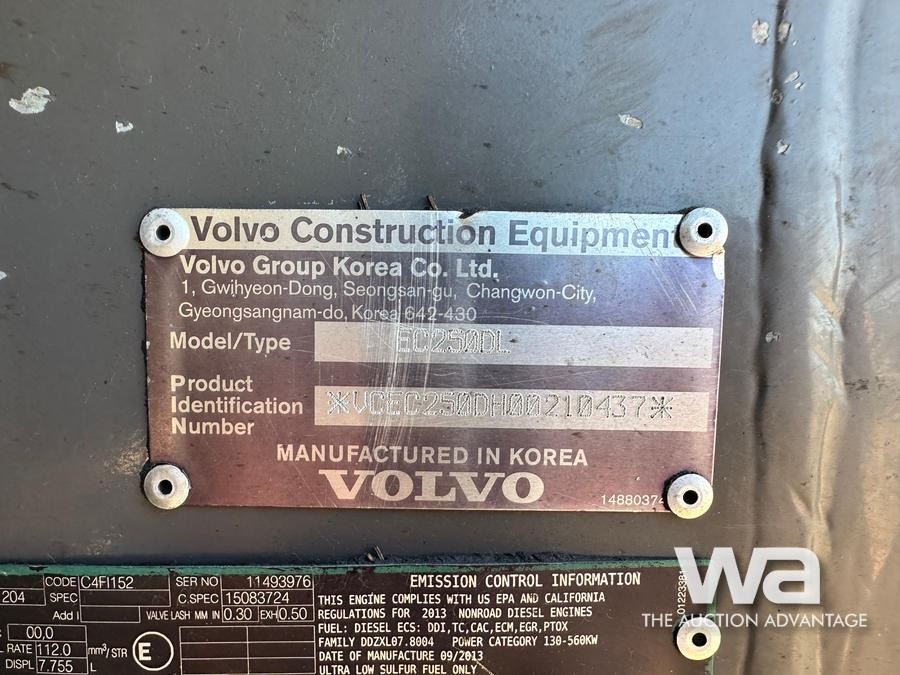 Volvo Construction Equipment
Volvo Group Korea Co. Ltd.
1, Gwihyeon-Dong, Seongsan-gu, Changwon-City,
Gyeongsangnam-do, Korea 642-430
Model/Type EC250DL
Product
Identification *VCEC250DH00210437*
Number
MANUFACTURED IN KOREA
VOLVO
1488037
CODE C4FI152 SER NO 11493976 EMISSION CONTROL INFORMATION
204 SPEC C.SPEC 15083724 THIS ENGINE COMPLIES WITH US EPA AND CALIFORNIA
Add I VALVE LASH MM IN 0.30 EXH 0.50 REGULATIONS FOR 2013 NONROAD DIESEL ENGINES
00,0 FUEL: DIESEL ECS: DDI,TC,CAC,ECM,EGR,PTOX
RATE 112.0 mm³/STR E FAMILY DDZXL07.8004 POWER CATEGORY 130-560KW
DISPL 7.755 L DATE OF MANUFACTURE 09/2013
ULTRA LOW SULFUR FUEL ONLY
wa
THE AUCTION ADVANTAGE